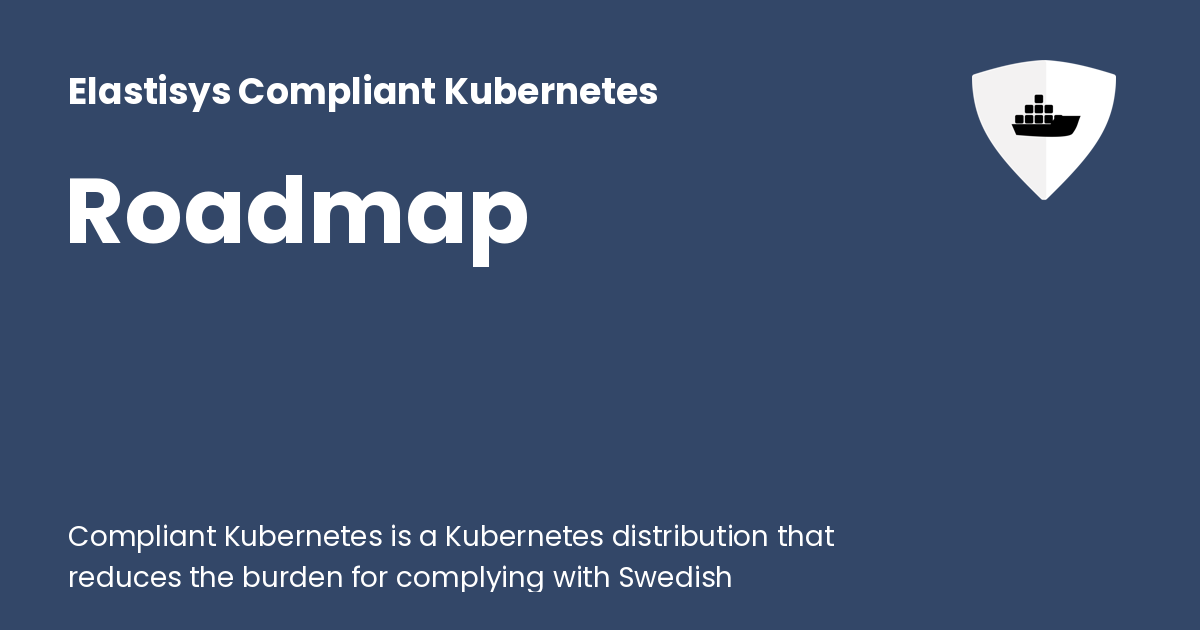 Elastisys Compliant Kubernetes
Roadmap
Compliant Kubernetes is a Kubernetes distribution that
reduces the burden for complying with Swedish